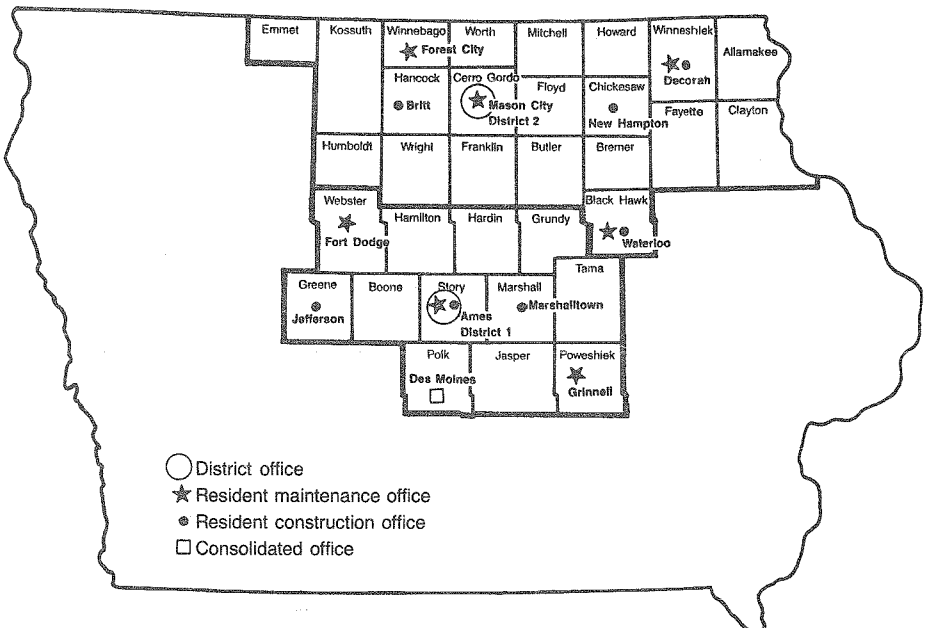 Emmet
Kossuth
Winnebago
Worth
Mitchell
Howard
Winneshiek
Allamakee
Forest City
Decorah
Hancock
Cerro Gordo
Floyd
Chickasaw
Fayette
Clayton
Britt
Mason City
District 2
New Hampton
Humboldt
Wright
Franklin
Butler
Bremer
Webster
Hamilton
Hardin
Grundy
Black Hawk
Fort Dodge
Waterloo
Tama
Greene
Boone
Story
Marshall
Jefferson
Ames
District 1
Marshalltown
Polk
Jasper
Poweshiek
Des Moines
Grinnell
District office
Resident maintenance office
Resident construction office
Consolidated office